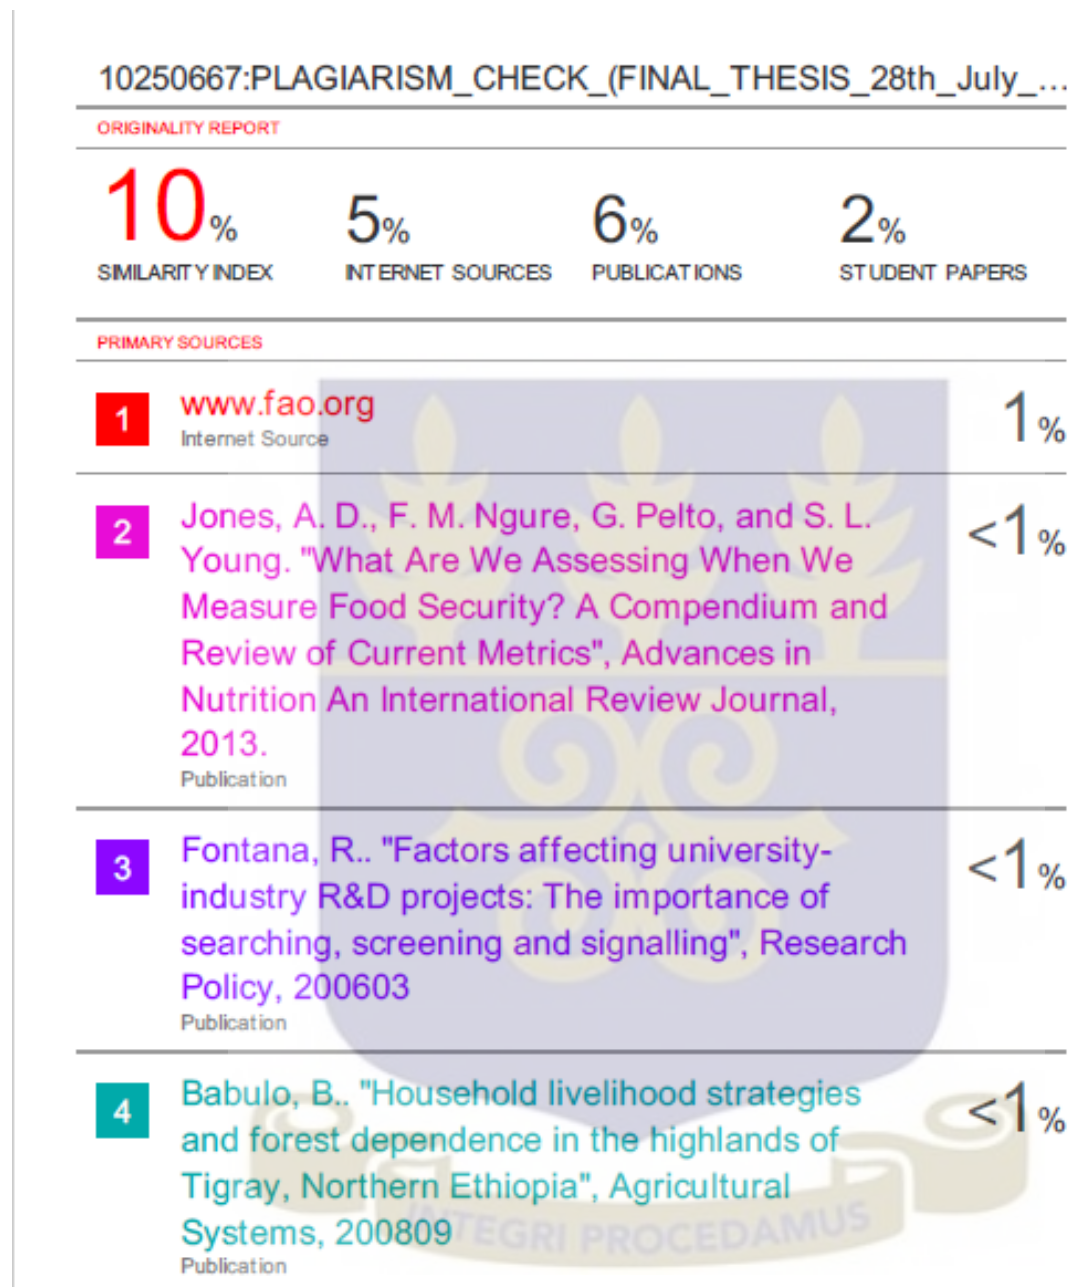 10250667:PLAGIARISM_CHECK_(FINAL_THESIS_28th_July_...
ORIGINALITY REPORT
10% 5% 6% 2%
SIMILARITY INDEX INTERNET SOURCES PUBLICATIONS STUDENT PAPERS
PRIMARY SOURCES
1 www.fao.org 1%
Internet Source
2 Jones, A. D., F. M. Ngure, G. Pelto, and S. L. <1%
Young. "What Are We Assessing When We
Measure Food Security? A Compendium and
Review of Current Metrics", Advances in
Nutrition An International Review Journal,
2013.
Publication
3 Fontana, R.. "Factors affecting university- <1%
industry R&D projects: The importance of
searching, screening and signalling", Research
Policy, 200603
Publication
4 Babulo, B.. "Household livelihood strategies <1%
and forest dependence in the highlands of
Tigray, Northern Ethiopia", Agricultural
Systems, 200809
Publication
INTEGRI PROCEDAMUS